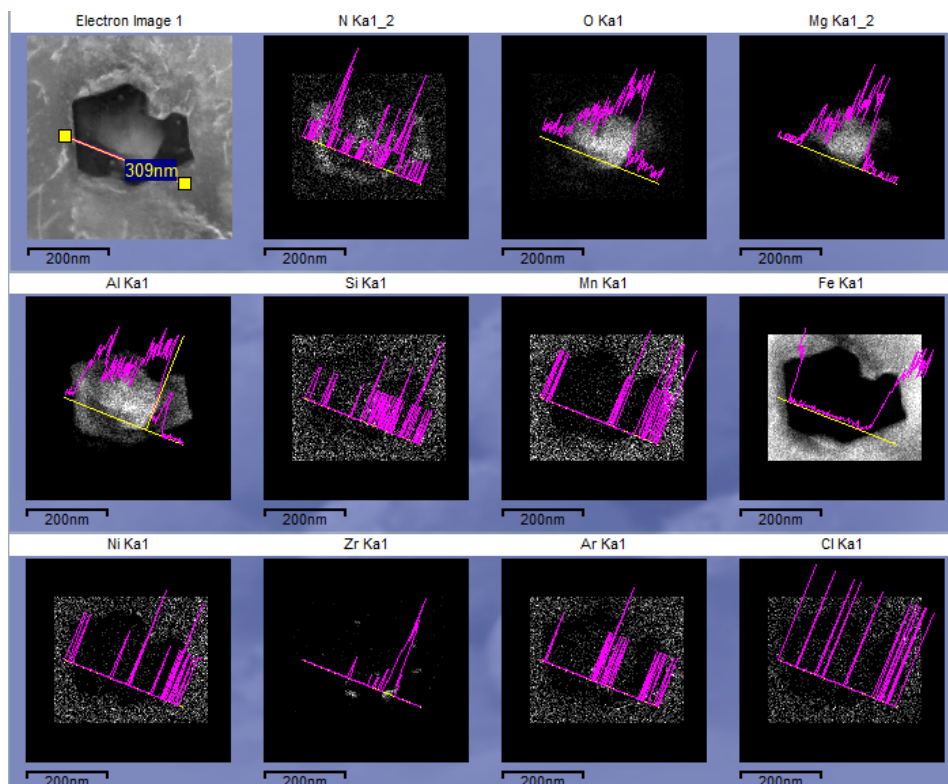 Electron Image 1
N Ka1_2
O Ka1
Mg Ka1_2
309nm
200nm
200nm
200nm
200nm
Al Ka1
Si Ka1
Mn Ka1
Fe Ka1
200nm
200nm
200nm
200nm
Ni Ka1
Zr Ka1
Ar Ka1
Cl Ka1
200nm
200nm
200nm
200nm